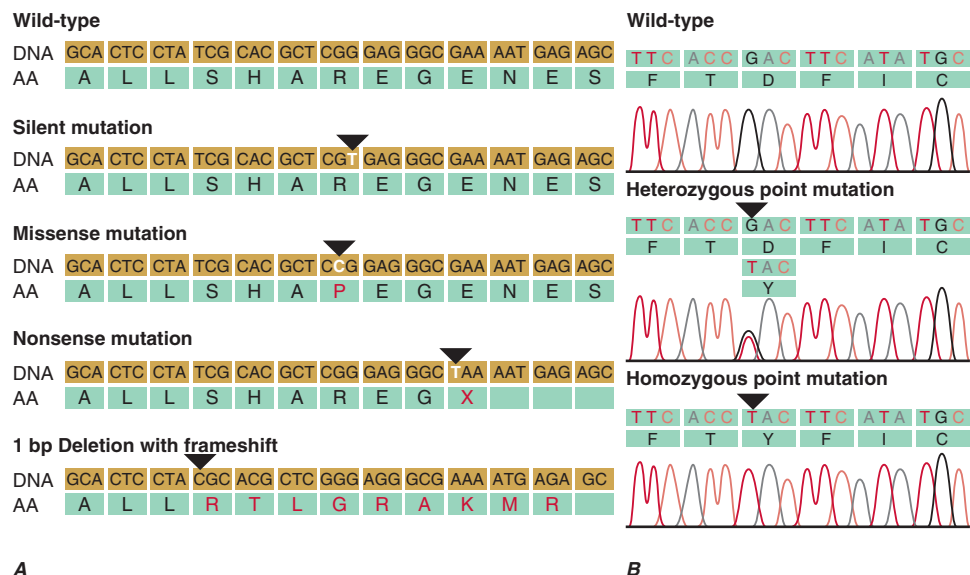 Wild-type
DNA GCA CTC CTA TCG CAC GCT CGG GAG GGC GAA AAT GAG AGC
AA A L L S H A R E G E N E S
Silent mutation
DNA GCA CTC CTA TCG CAC GCT CGT GAG GGC GAA AAT GAG AGC
AA A L L S H A R E G E N E S
Missense mutation
DNA GCA CTC CTA TCG CAC GCT CCG GAG GGC GAA AAT GAG AGC
AA A L L S H A P E G E N E S
Nonsense mutation
DNA GCA CTC CTA TCG CAC GCT CGG GAG GGC TAA AAT GAG AGC
AA A L L S H A R E G X
1 bp Deletion with frameshift
DNA GCA CTC CTA CGC ACG CTC GGG AGG GCG AAA ATG AGA GC
AA A L L R T L G R A K M R
A
Wild-type
TTC ACC GAC TTC ATA TGC
F T D F I C
Heterozygous point mutation
TTC ACC GAC TTC ATA TGC
F T D F I C
TAC
Y
Homozygous point mutation
TTC ACC TAC TTC ATA TGC
F T Y F I C
B